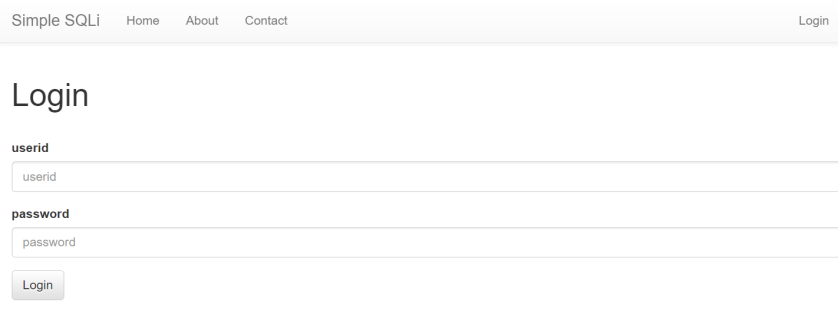 Simple SQLi Home About Contact Login
Login
userid
userid
password
password
Login